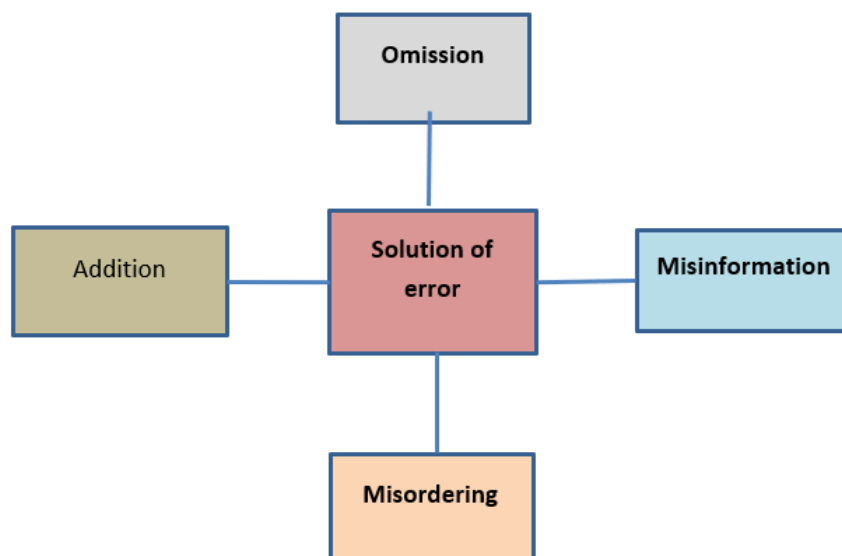 Omission
Addition
Solution of
error
Misinformation
Misordering